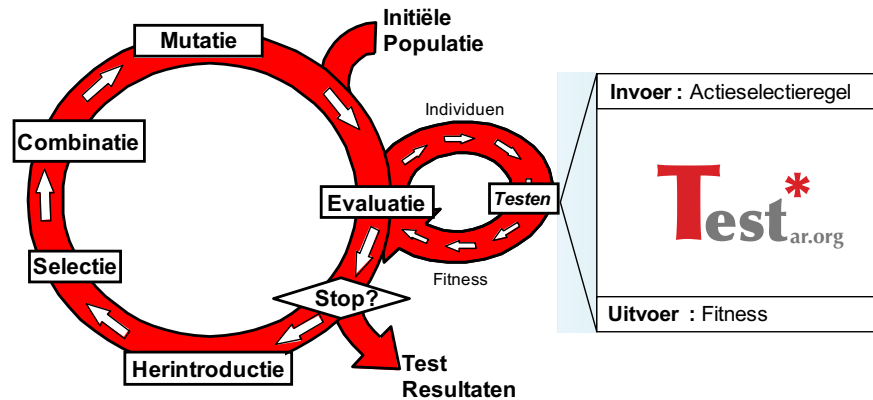 Initiële
Populatie
Mutatie
Combinatie
Selectie
Herintroductie
Stop?
Evaluatie
Individuen
Testen
Fitness
Test
Resultaten
Invoer : Actieselectieregel
Test*
ar.org
Uitvoer : Fitness